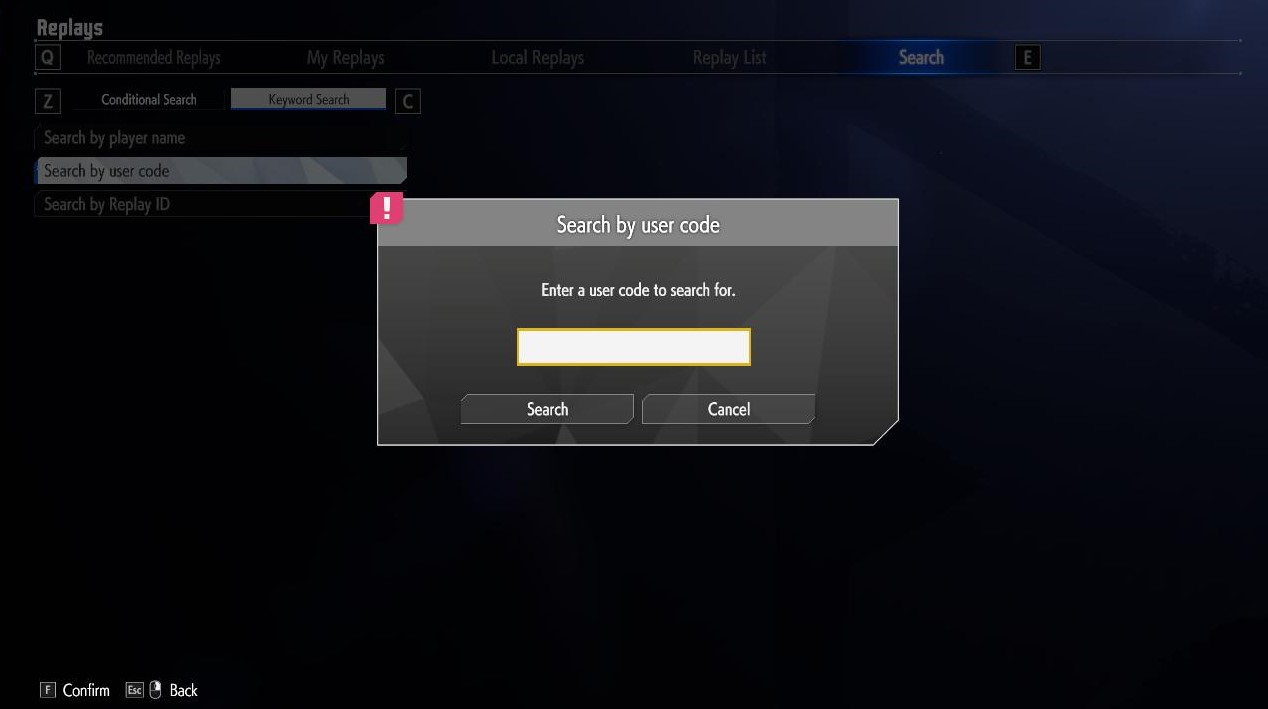 Replays
Q Recommended Replays My Replays Local Replays Replay List Search E
Z Conditional Search Keyword Search C
Search by player name
Search by user code
Search by Replay ID
!
Search by user code
Enter a user code to search for.
Search Cancel
F Confirm Esc Back